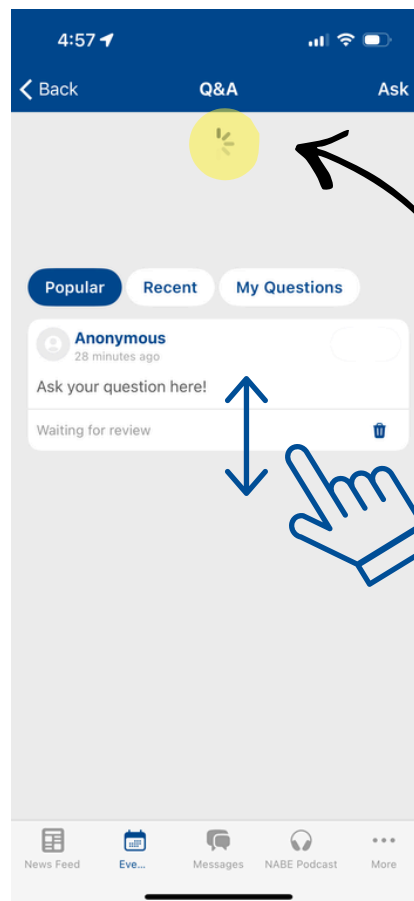 4:57
Back Q&A Ask
Popular Recent My Questions
Anonymous
28 minutes ago
Ask your question here!
Waiting for review
News Feed Eve... Messages NABE Podcast More